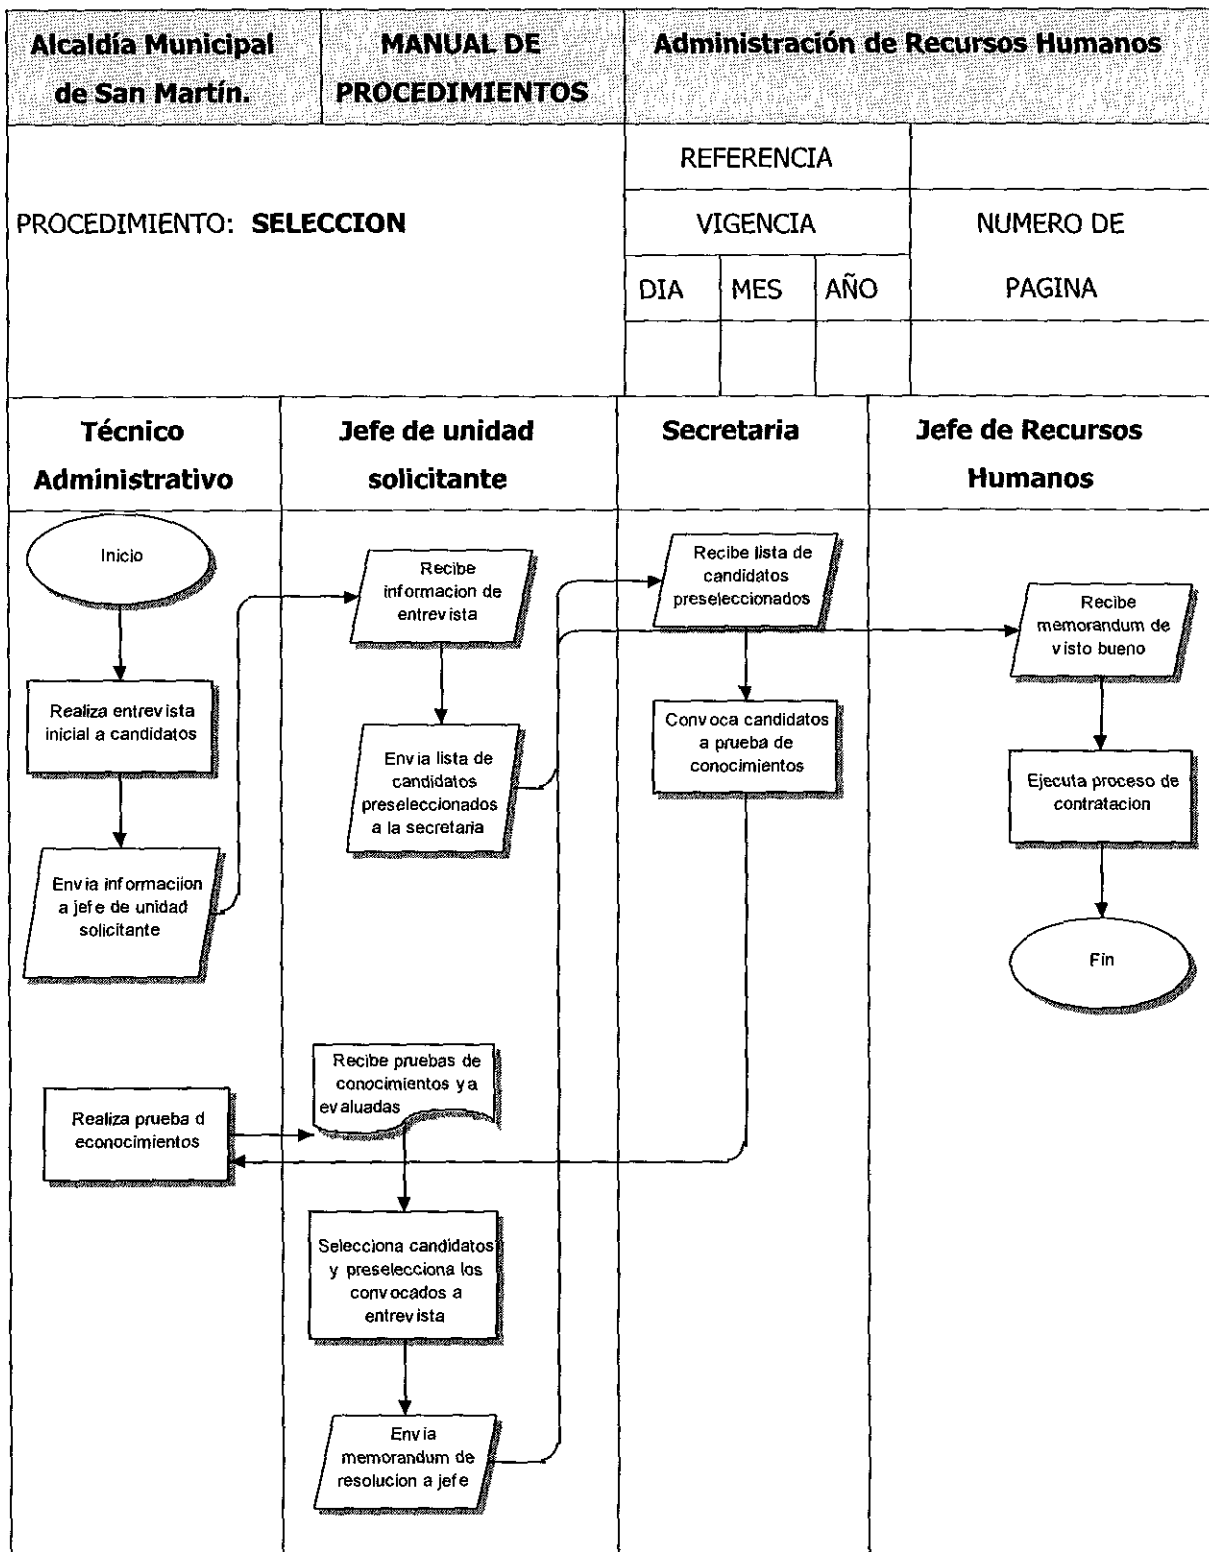 Alcaldía Municipal
de San Martín.
MANUAL DE
PROCEDIMIENTOS
Administración de Recursos Humanos
PROCEDIMIENTO: SELECCION
REFERENCIA
VIGENCIA
NUMERO DE
PAGINA
DIA
MES
AÑO
Técnico
Administrativo
Jefe de unidad
solicitante
Secretaria
Jefe de Recursos
Humanos
Inicio
Realiza entrevista
inicial a candidatos
Envia informaciion
a jefe de unidad
solicitante
Realiza prueba d
econocimientos
Recibe
informacion de
entrevista
Envia lista de
candidatos
preseleccionados
a la secretaria
Recibe pruebas de
conocimientos ya
evaluadas
Selecciona candidatos
y preselecciona los
convocados a
entrevista
Envia
memorandum de
resolucion a jefe
Recibe lista de
candidatos
preseleccionados
Convoca candidatos
a prueba de
conocimientos
Recibe
memorandum de
visto bueno
Ejecuta proceso de
contratacion
Fin